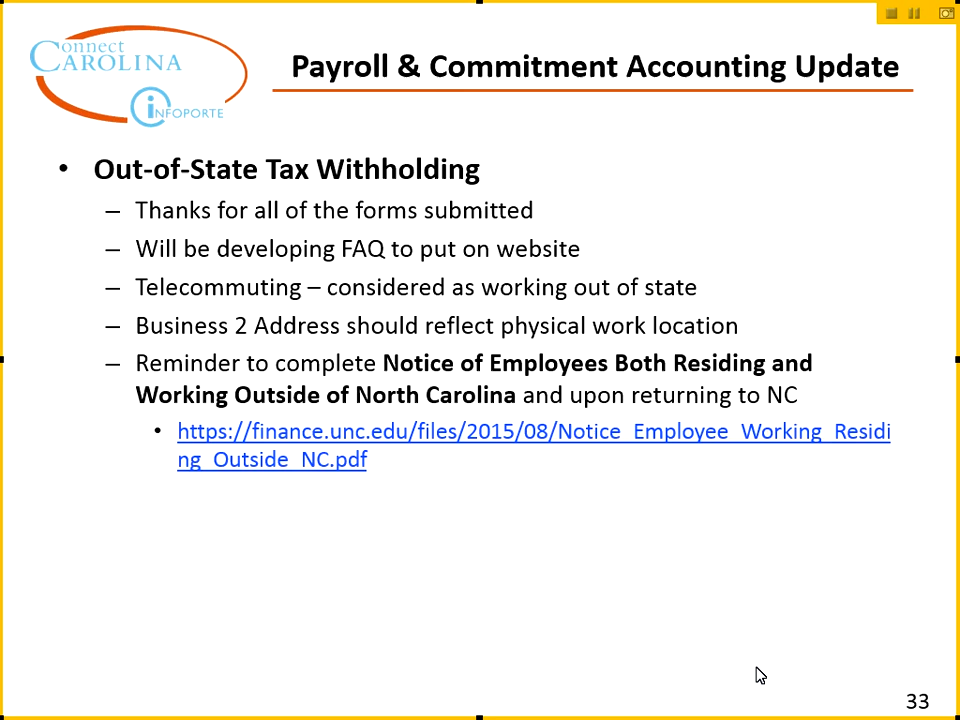 Connect
CAROLINA
INFOPORTE
Payroll & Commitment Accounting Update
• Out-of-State Tax Withholding
– Thanks for all of the forms submitted
– Will be developing FAQ to put on website
– Telecommuting – considered as working out of state
– Business 2 Address should reflect physical work location
– Reminder to complete Notice of Employees Both Residing and
Working Outside of North Carolina and upon returning to NC
• https://finance.unc.edu/files/2015/08/Notice_Employee_Working_Residi
ng_Outside_NC.pdf
33